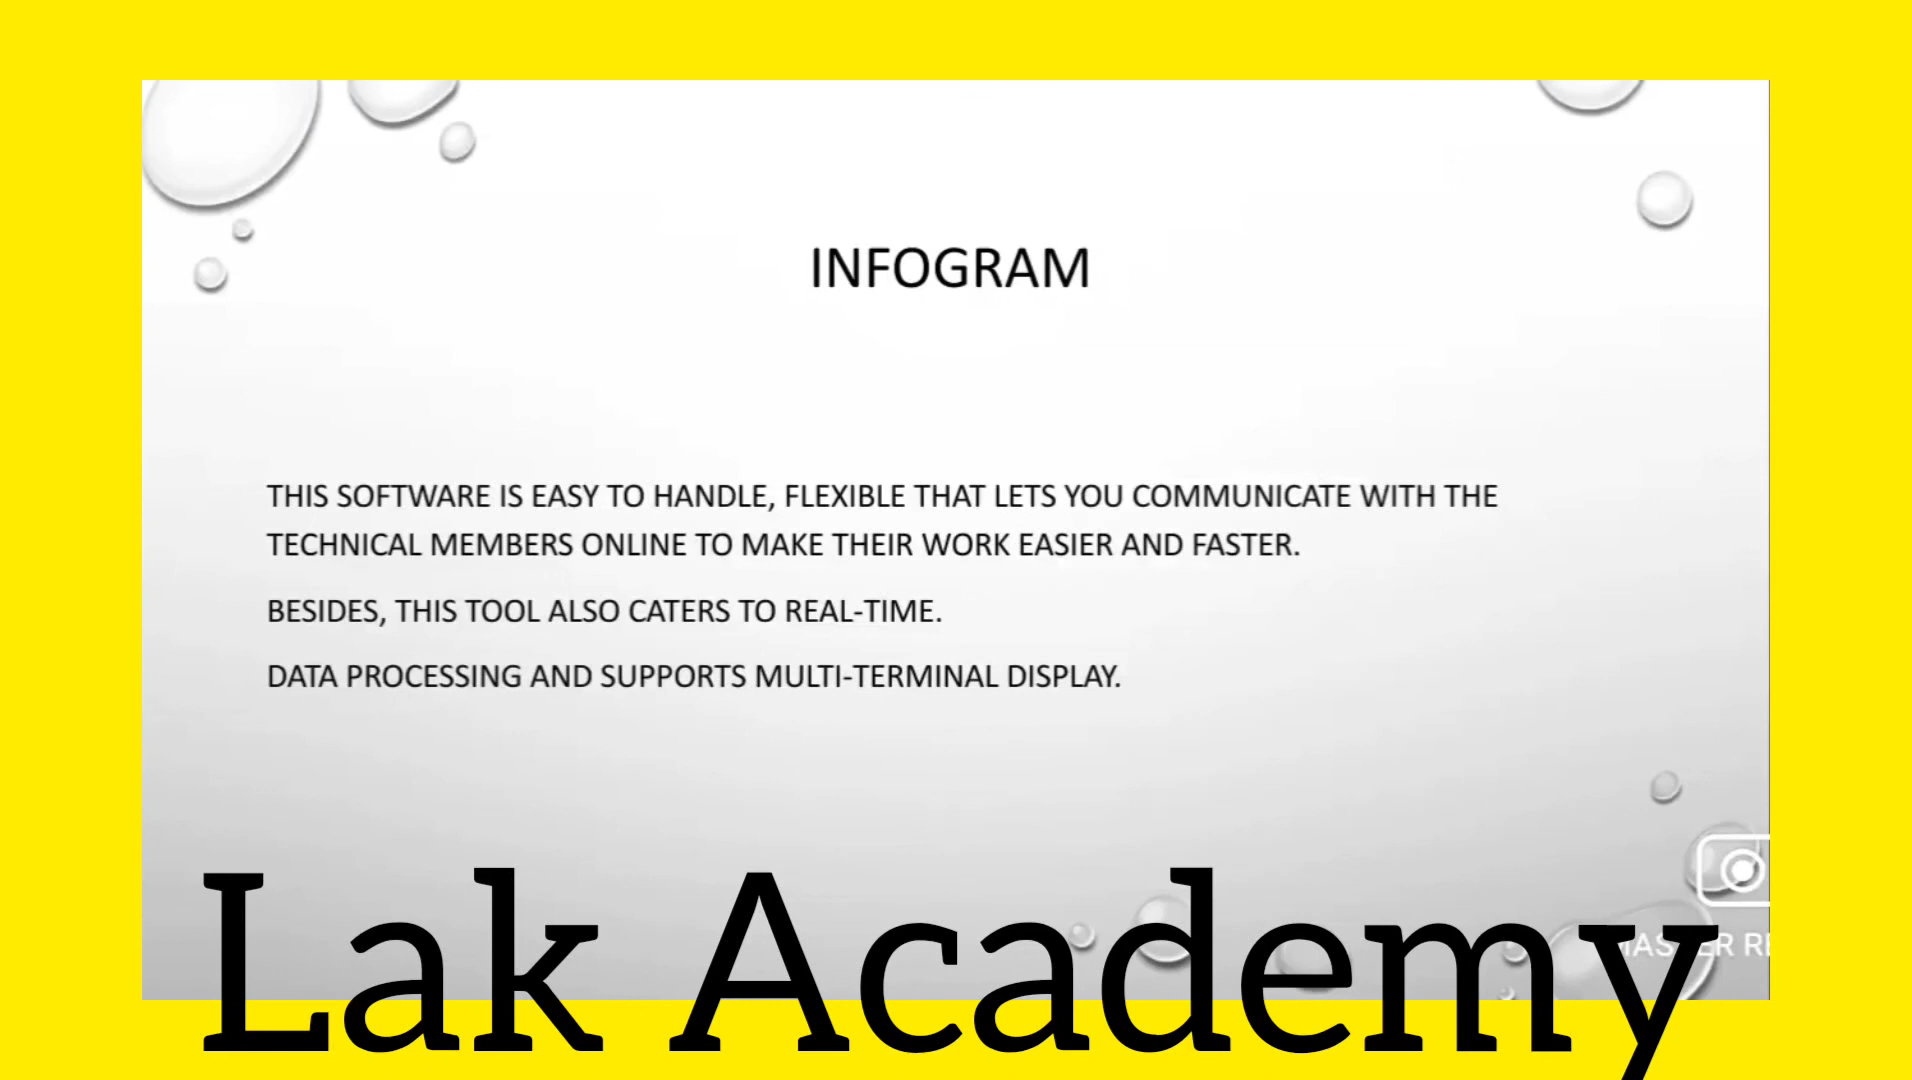 INFOGRAM
THIS SOFTWARE IS EASY TO HANDLE, FLEXIBLE THAT LETS YOU COMMUNICATE WITH THE
TECHNICAL MEMBERS ONLINE TO MAKE THEIR WORK EASIER AND FASTER.
BESIDES, THIS TOOL ALSO CATERS TO REAL-TIME.
DATA PROCESSING AND SUPPORTS MULTI-TERMINAL DISPLAY.
Lak Academy